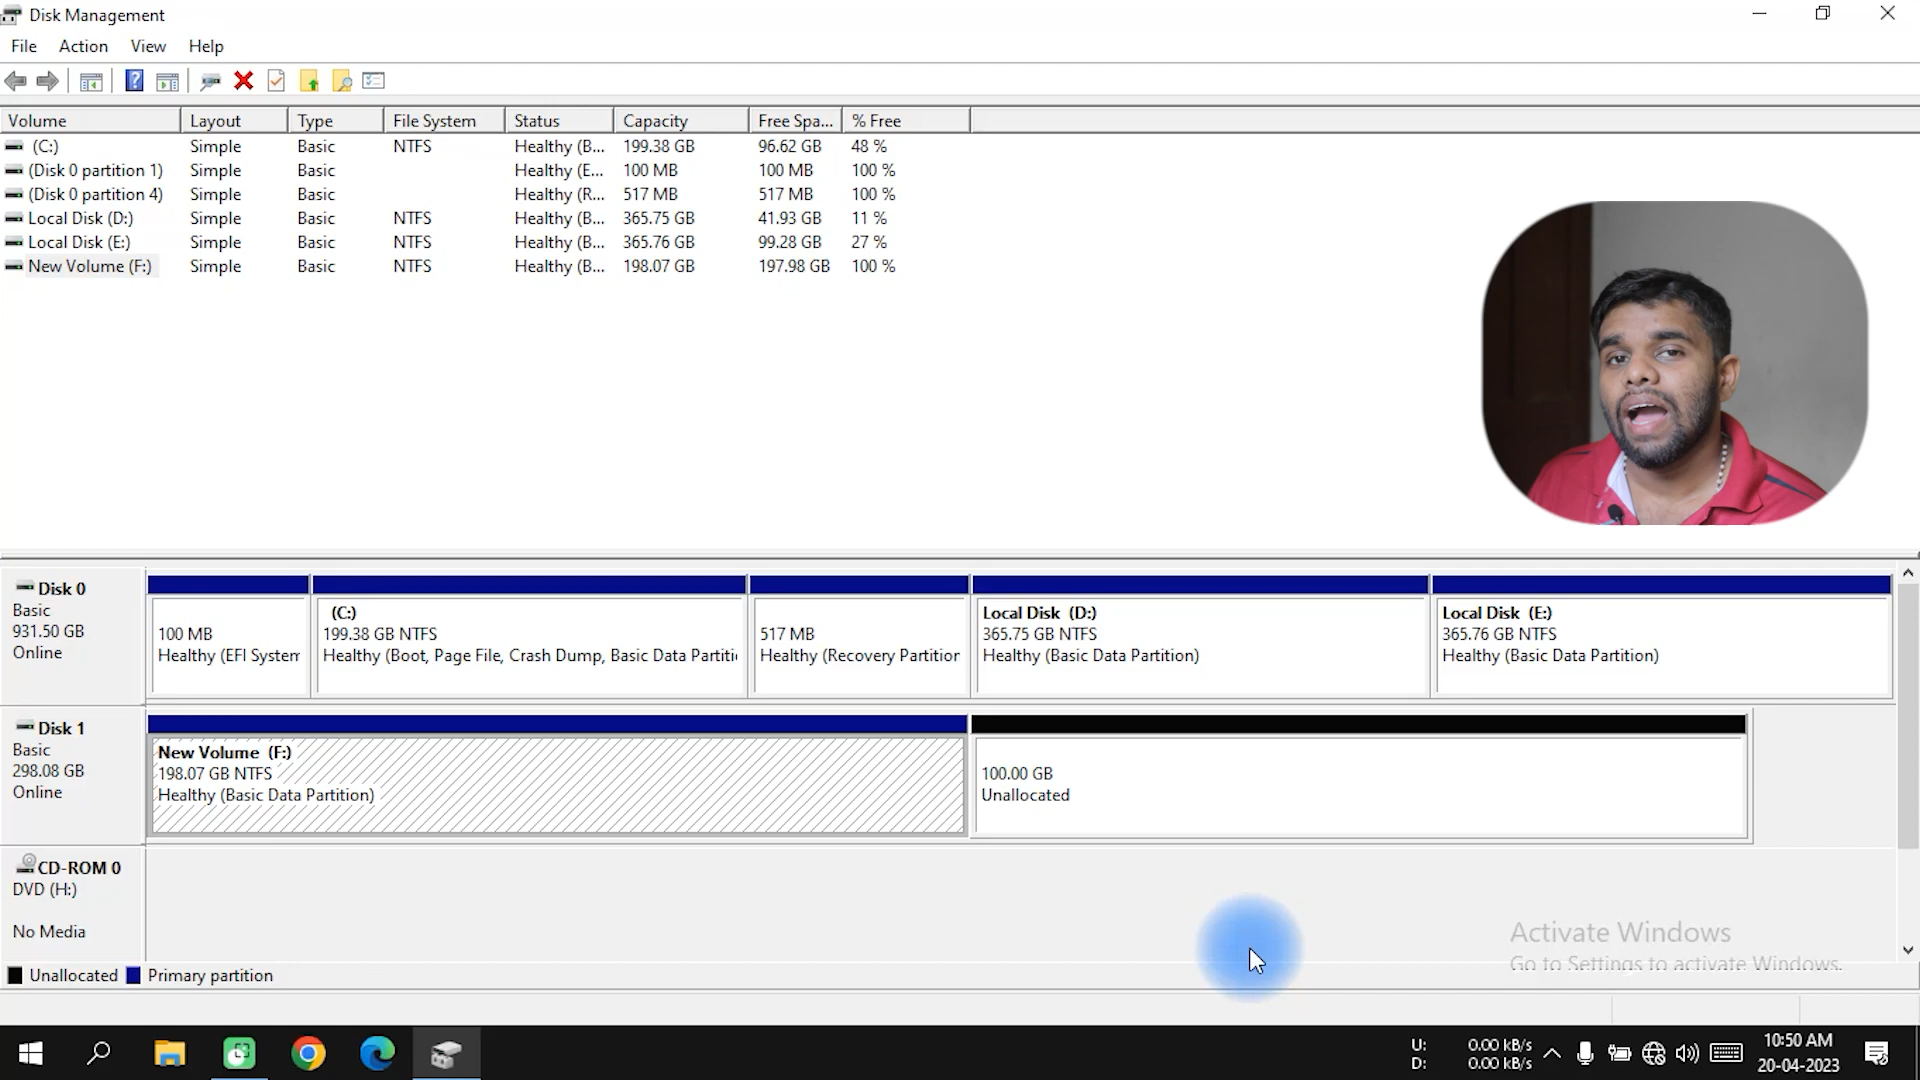 Disk Management
File Action View Help
Volume Layout Type File System Status Capacity Free Spa... % Free
(C:) Simple Basic NTFS Healthy (B... 199.38 GB 96.62 GB 48 %
(Disk 0 partition 1) Simple Basic Healthy (E... 100 MB 100 MB 100 %
(Disk 0 partition 4) Simple Basic Healthy (R... 517 MB 517 MB 100 %
Local Disk (D:) Simple Basic NTFS Healthy (B... 365.75 GB 41.93 GB 11 %
Local Disk (E:) Simple Basic NTFS Healthy (B... 365.76 GB 99.28 GB 27 %
New Volume (F:) Simple Basic NTFS Healthy (B... 198.07 GB 197.98 GB 100 %
Disk 0
Basic
931.50 GB
Online
100 MB
Healthy (EFI System
(C:)
199.38 GB NTFS
Healthy (Boot, Page File, Crash Dump, Basic Data Partiti
517 MB
Healthy (Recovery Partition
Local Disk (D:)
365.75 GB NTFS
Healthy (Basic Data Partition)
Local Disk (E:)
365.76 GB NTFS
Healthy (Basic Data Partition)
Disk 1
Basic
298.08 GB
Online
New Volume (F:)
198.07 GB NTFS
Healthy (Basic Data Partition)
100.00 GB
Unallocated
CD-ROM 0
DVD (H:)
No Media
Activate Windows
Go to Settings to activate Windows.
Unallocated Primary partition
U: 0.00 kB/s
D: 0.00 kB/s
10:50 AM
20-04-2023